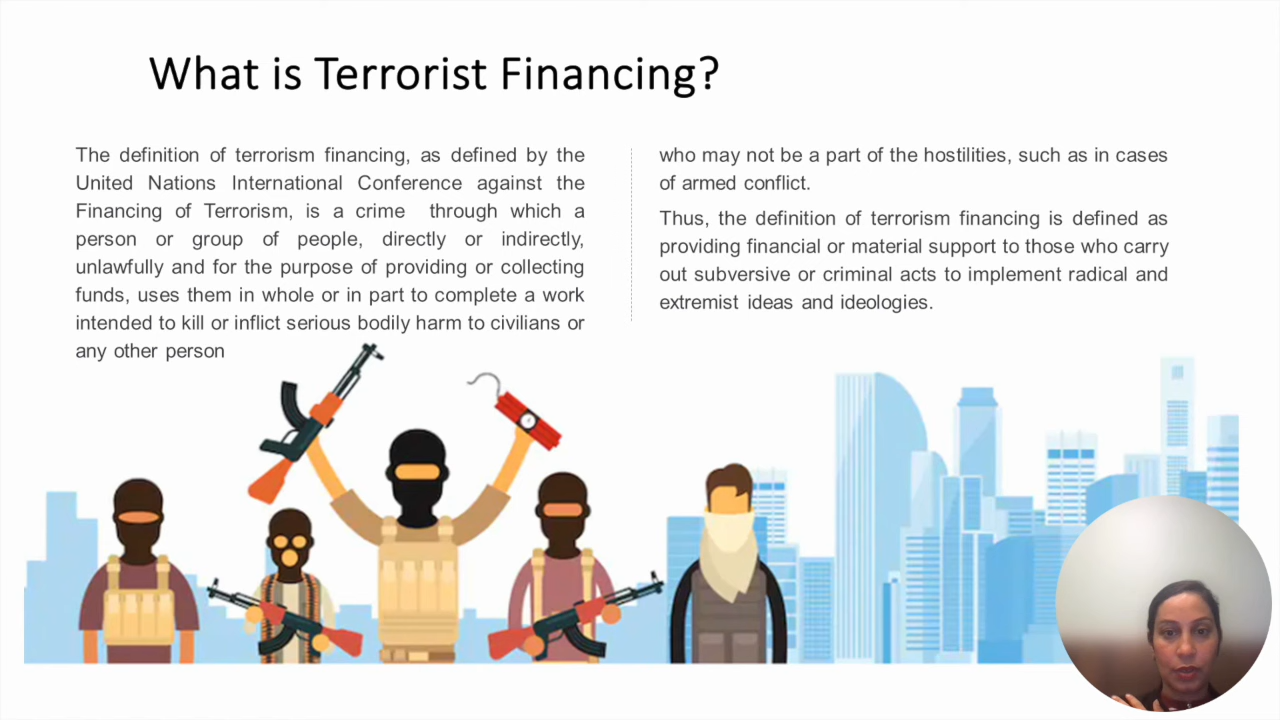 What is Terrorist Financing?
The definition of terrorism financing, as defined by the
United Nations International Conference against the
Financing of Terrorism, is a crime through which a
person or group of people, directly or indirectly,
unlawfully and for the purpose of providing or collecting
funds, uses them in whole or in part to complete a work
intended to kill or inflict serious bodily harm to civilians or
any other person
who may not be a part of the hostilities, such as in cases
of armed conflict.
Thus, the definition of terrorism financing is defined as
providing financial or material support to those who carry
out subversive or criminal acts to implement radical and
extremist ideas and ideologies.